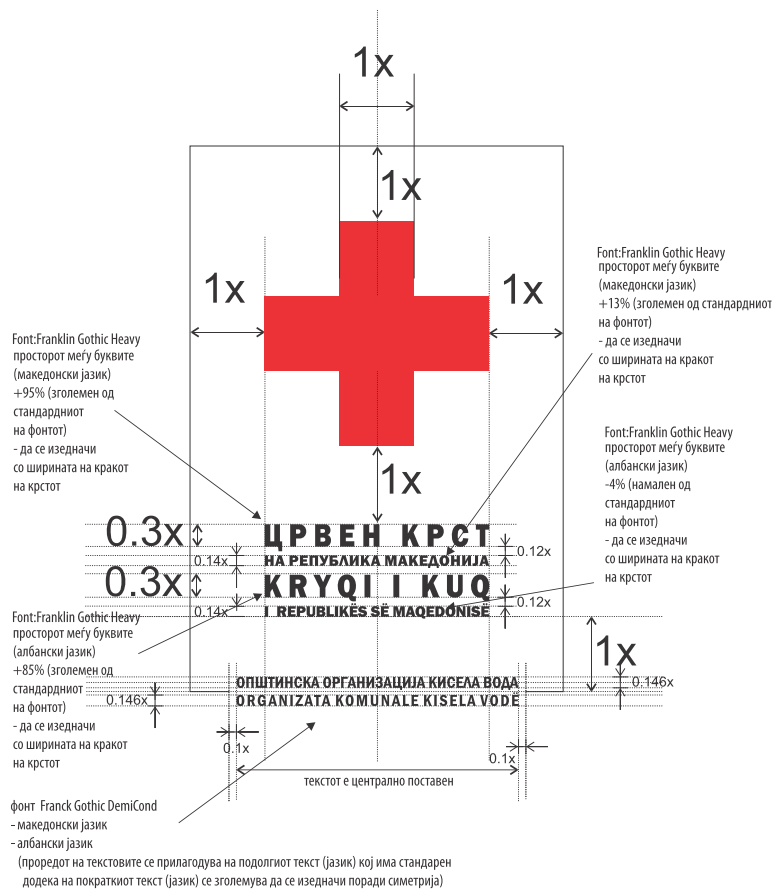 1x
1x
1x
1x
Font:Franklin Gothic Heavy
просторот меѓу буквите
(македонски јазик)
+13% (зголемен од стандардниот
на фонтот)
- да се изедначи
со ширината на кракот
на крстот
Font:Franklin Gothic Heavy
просторот меѓу буквите
(македонски јазик)
+95% (зголемен од
стандардниот
на фонтот)
- да се изедначи
со ширината на кракот
на крстот
Font:Franklin Gothic Heavy
просторот меѓу буквите
(албански јазик)
-4% (намален од
стандардниот
на фонтот)
- да се изедначи
со ширината на кракот
на крстот
1x
0.3x
ЦРВЕН КРСТ
0.14x
НА РЕПУБЛИКА МАКЕДОНИЈА
0.12x
0.3x
KRYQI I KUQ
0.14x
I REPUBLIKËS SË MAQEDONISË
0.12x
Font:Franklin Gothic Heavy
просторот меѓу буквите
(албански јазик)
+85% (зголемен од
стандардниот
на фонтот)
- да се изедначи
со ширината на кракот
на крстот
1x
ОПШТИНСКА ОРГАНИЗАЦИЈА КИСЕЛА ВОДА
0.146x
0.146x
ORGANIZATA KOMUNALE KISELA VODË
0.1x
0.1x
текстот е централно поставен
фонт Franck Gothic DemiCond
- македонски јазик
- албански јазик
(проредот на текстовите се прилагодува на подолгиот текст (јазик) кој има стандарен
додека на пократкиот текст (јазик) се зголемува да се изедначи поради симетрија)